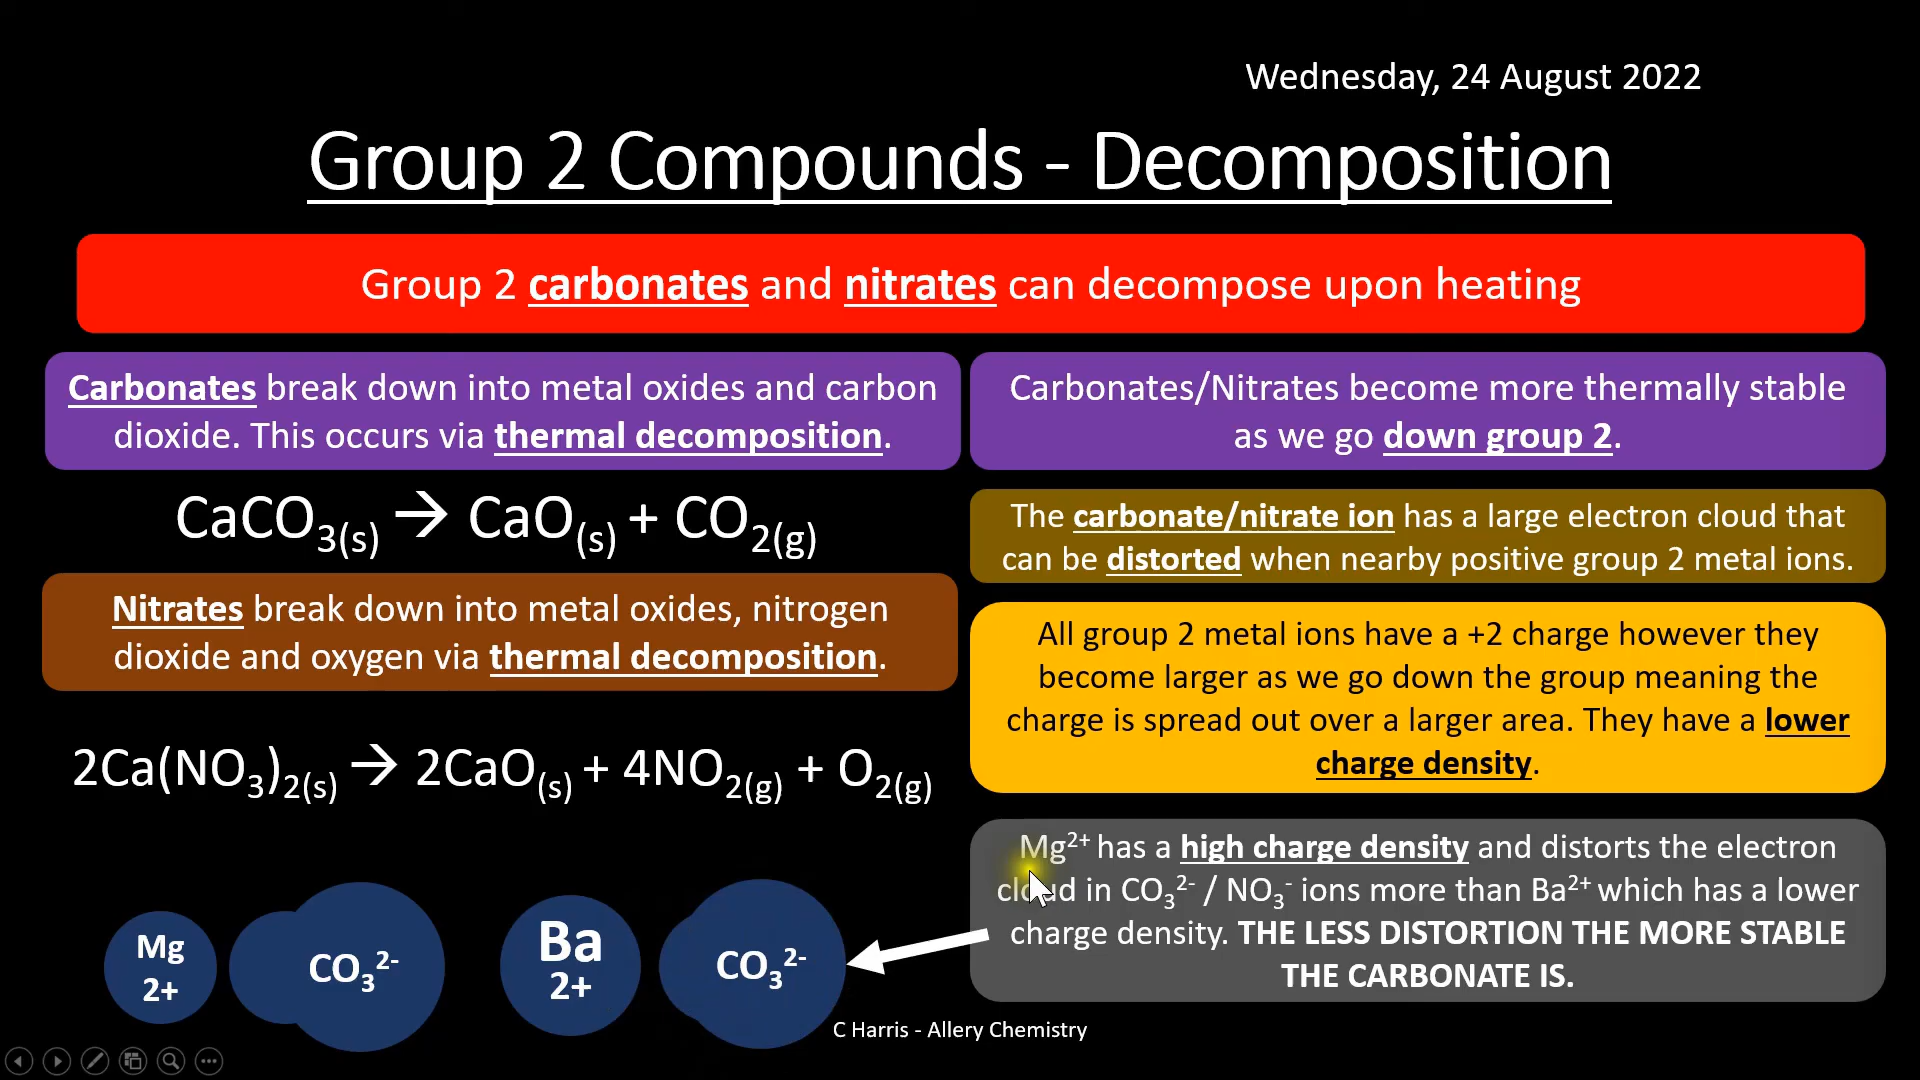 Wednesday, 24 August 2022
Group 2 Compounds - Decomposition
Group 2 carbonates and nitrates can decompose upon heating
Carbonates break down into metal oxides and carbon
dioxide. This occurs via thermal decomposition.
CaCO₃₍ₛ₎ → CaO₍ₛ₎ + CO₂₍g₎
Nitrates break down into metal oxides, nitrogen
dioxide and oxygen via thermal decomposition.
2Ca(NO₃)₂₍ₛ₎ → 2CaO₍ₛ₎ + 4NO₂₍g₎ + O₂₍g₎
Mg
2+
CO₃²⁻
Ba
2+
CO₃²⁻
Carbonates/Nitrates become more thermally stable
as we go down group 2.
The carbonate/nitrate ion has a large electron cloud that
can be distorted when nearby positive group 2 metal ions.
All group 2 metal ions have a +2 charge however they
become larger as we go down the group meaning the
charge is spread out over a larger area. They have a lower
charge density.
Mg²⁺ has a high charge density and distorts the electron
cloud in CO₃²⁻ / NO₃⁻ ions more than Ba²⁺ which has a lower
charge density. THE LESS DISTORTION THE MORE STABLE
THE CARBONATE IS.
C Harris - Allery Chemistry